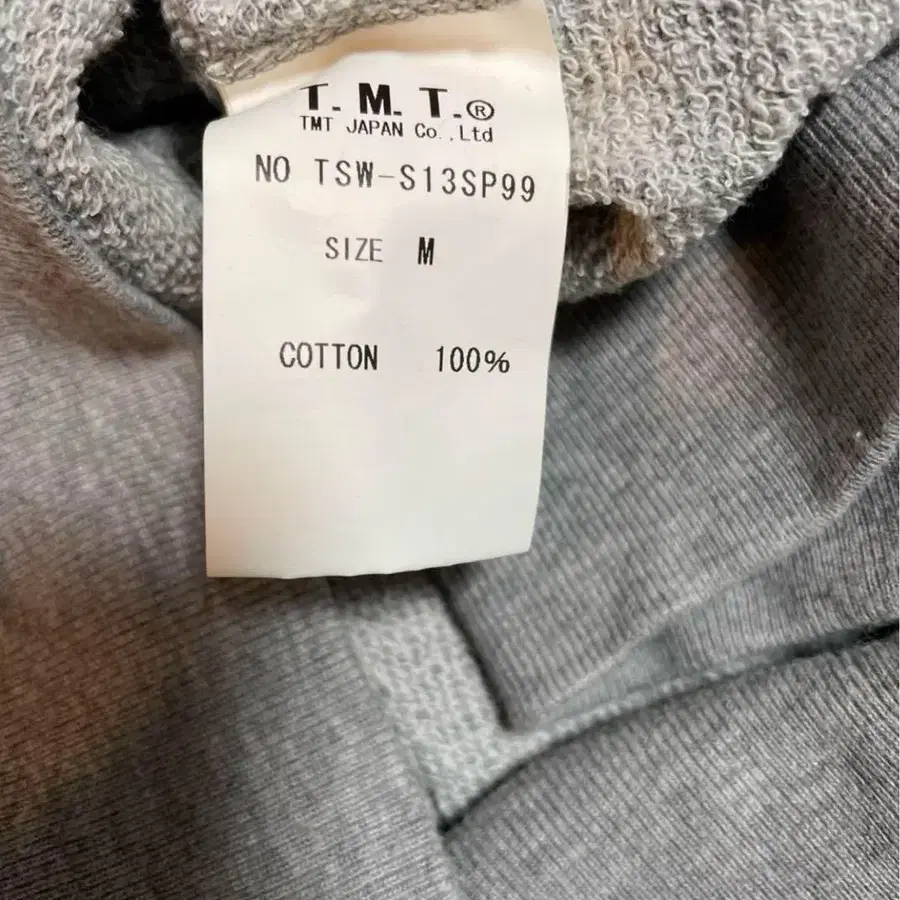 T. M. T.®
TMT JAPAN Co.,Ltd
NO TSW-S13SP99
SIZE M
COTTON 100%